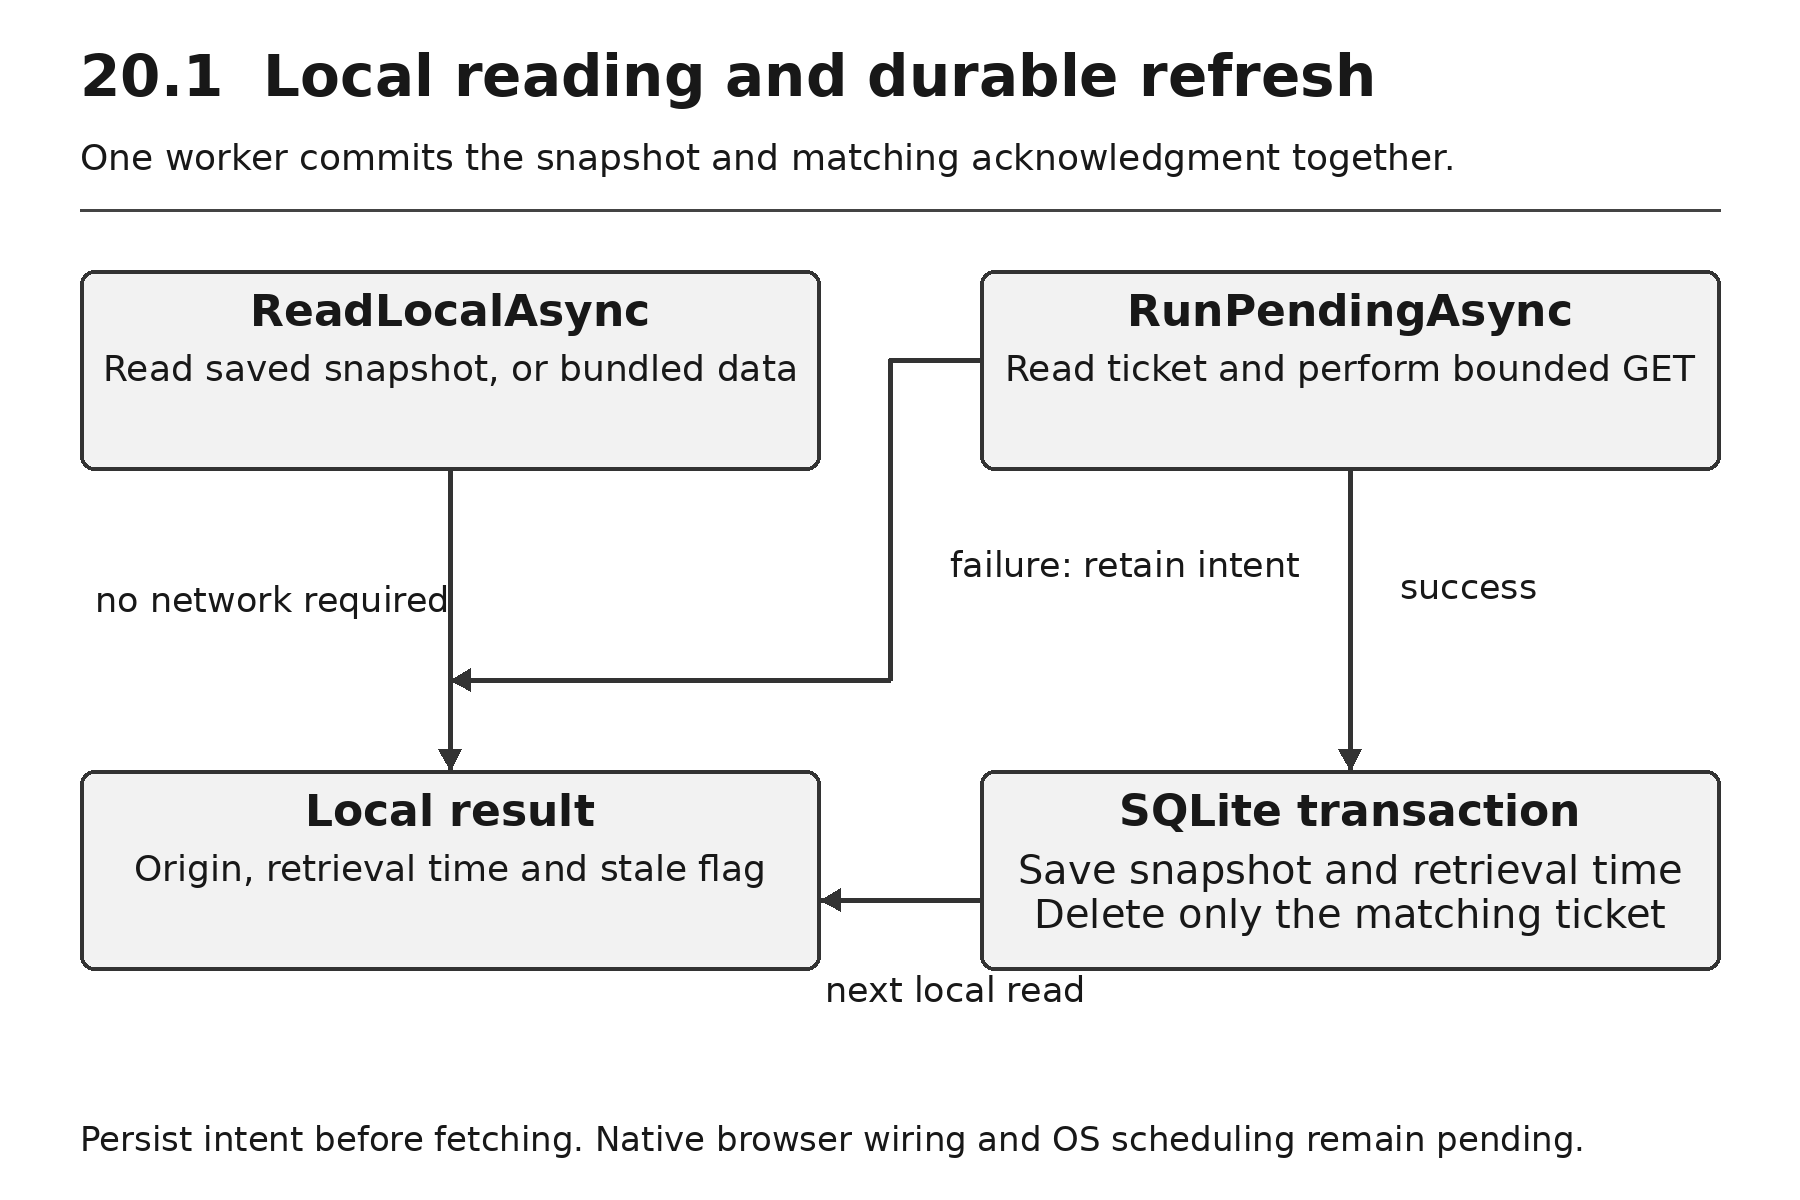 20.1  Local reading and durable refresh
One worker commits the snapshot and matching acknowledgment together.
ReadLocalAsync
Read saved snapshot, or bundled data
RunPendingAsync
Read ticket and perform bounded GET
no network required
failure: retain intent
success
Local result
Origin, retrieval time and stale flag
SQLite transaction
Save snapshot and retrieval time
Delete only the matching ticket
next local read
Persist intent before fetching. Native browser wiring and OS scheduling remain pending.